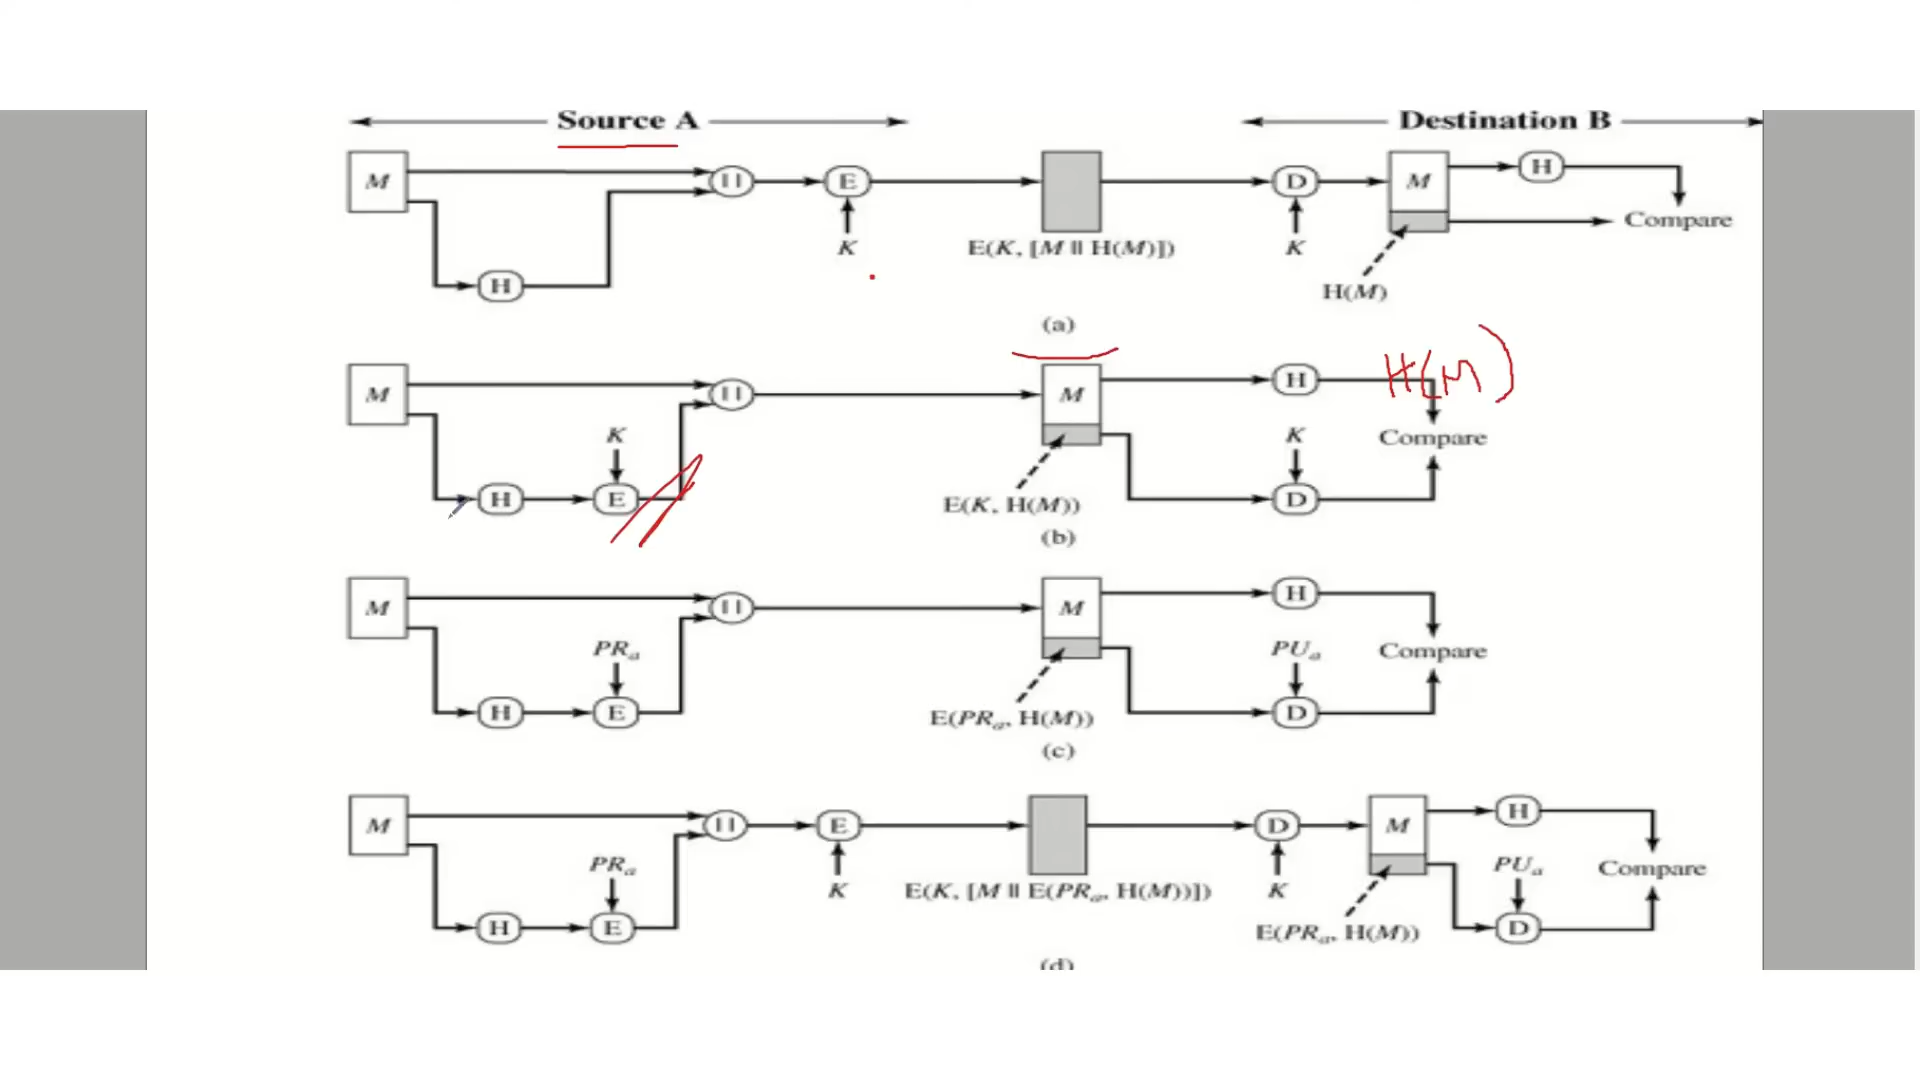 Source A Destination B
M || E D M H
K E(K, [M || H(M)]) K Compare
H H(M)
(a)
M || M H H(M)
K K Compare
H E E(K, H(M)) D
(b)
M || M H
PRa PUa Compare
H E E(PRa, H(M)) D
(c)
M || E D M H
PRa K E(K, [M || E(PRa, H(M))]) K PUa Compare
H E E(PRa, H(M)) D
(d)